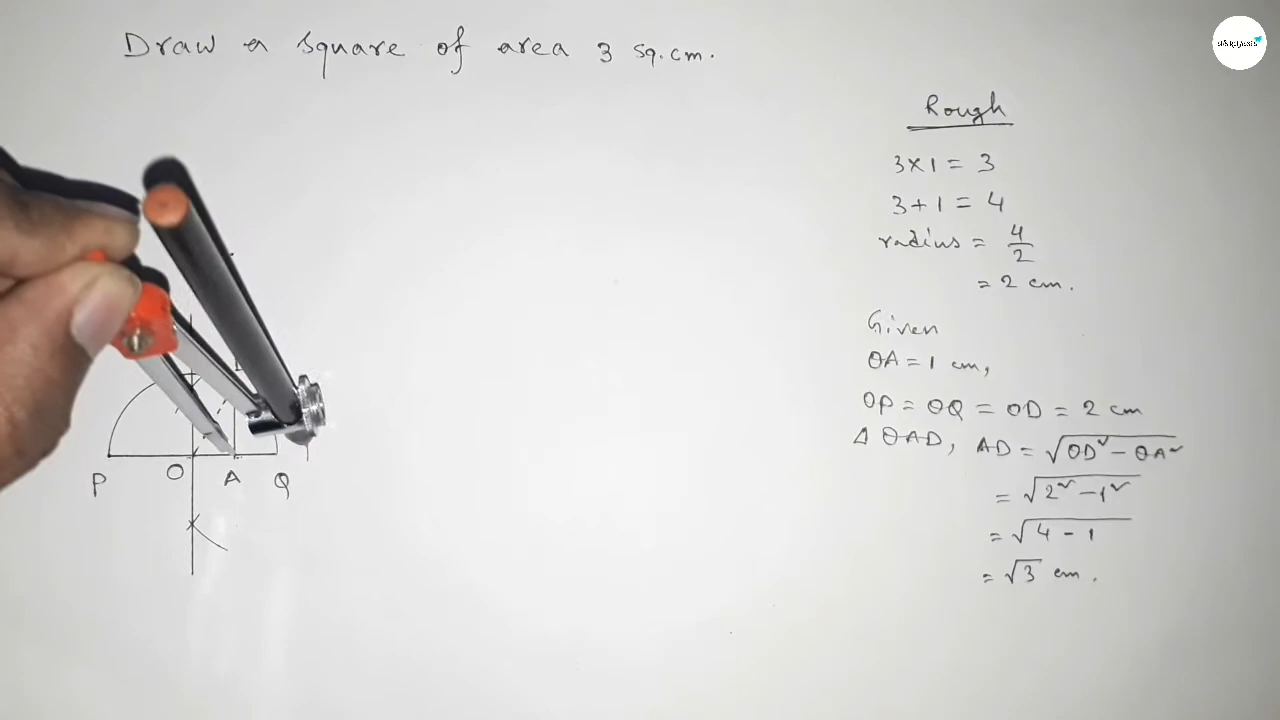 Draw a square of area 3 sq.cm.
Rough
3×1 = 3
3+1 = 4
radius = 4/2
= 2 cm.
Given
OA = 1 cm,
OP = OQ = OD = 2 cm
Δ OAD, AD = √OD² - OA²
= √2² - 1²
= √4 - 1
= √3 cm.
P O A Q